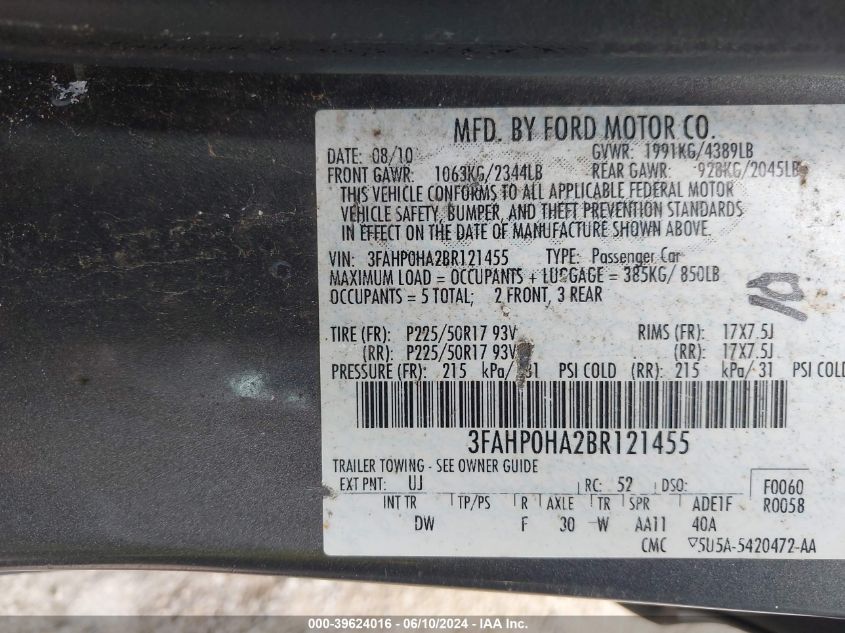 MFD. BY FORD MOTOR CO.
DATE: 08/10 GVWR: 1991KG/4389LB
FRONT GAWR: 1063KG/2344LB REAR GAWR: 928KG/2045LB
THIS VEHICLE CONFORMS TO ALL APPLICABLE FEDERAL MOTOR
VEHICLE SAFETY, BUMPER, AND THEFT PREVENTION STANDARDS
IN EFFECT ON THE DATE OF MANUFACTURE SHOWN ABOVE.
VIN: 3FAHP0HA2BR121455 TYPE: Passenger Car
MAXIMUM LOAD = OCCUPANTS + LUGGAGE = 385KG/ 850LB
OCCUPANTS = 5 TOTAL; 2 FRONT, 3 REAR
TIRE (FR): P225/50R17 93V RIMS (FR): 17X7.5J
(RR): P225/50R17 93V (RR): 17X7.5J
PRESSURE (FR): 215 kPa/ 31 PSI COLD (RR): 215 kPa/ 31 PSI COLD
3FAHP0HA2BR121455
TRAILER TOWING - SEE OWNER GUIDE
EXT PNT: UJ RC: 52 DSO: F0060
INT TR TP/PS R AXLE TR SPR ADE1F R0058
DW F 30 W AA11 40A
CMC 5U5A-5420472-AA
000-39624016 - 06/10/2024 - IAA Inc.